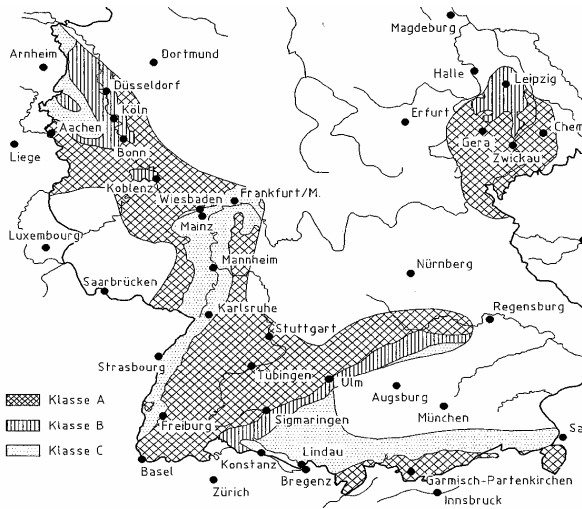 Magdeburg
Arnheim
Dortmund
Halle
Leipzig
Düsseldorf
Köln
Erfurt
Aachen
Chem
Liege
Bonn
Gera
Zwickau
Koblenz
Wiesbaden
Frankfurt/M.
Mainz
Luxembourg
Mannheim
Nürnberg
Saarbrücken
Karlsruhe
Regensburg
Stuttgart
Strasbourg
Tübingen
Ulm
Augsburg
Klasse A
München
Sigmaringen
Freiburg
Klasse B
Sa
Klasse C
Lindau
Konstanz
Basel
Bregenz
Garmisch-Partenkirchen
Zürich
Innsbruck